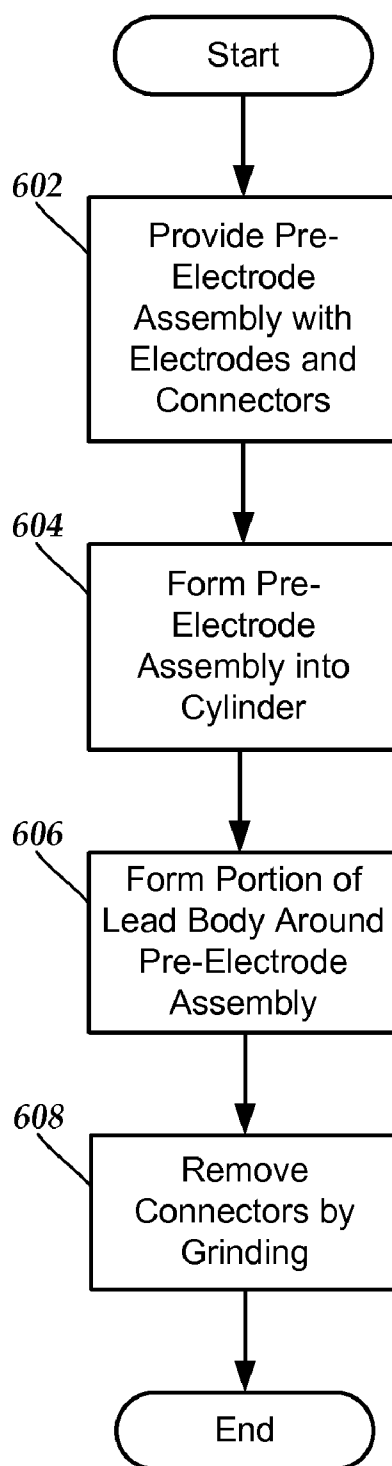 Start
602
Provide Pre-
Electrode
Assembly with
Electrodes and
Connectors
604
Form Pre-
Electrode
Assembly into
Cylinder
606
Form Portion of
Lead Body Around
Pre-Electrode
Assembly
608
Remove
Connectors by
Grinding
End